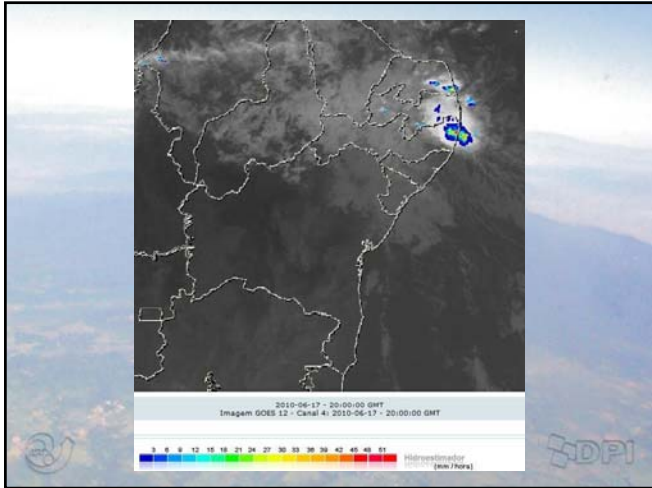 2010-06-17 - 20:00:00 GMT
Imagem GOES 12 - Canal 4: 2010-06-17 - 20:00:00 GMT
3 6 9 12 15 18 21 24 27 30 33 36 39 42 45 48 51
Hidroestimador
(mm / hora)
DPI